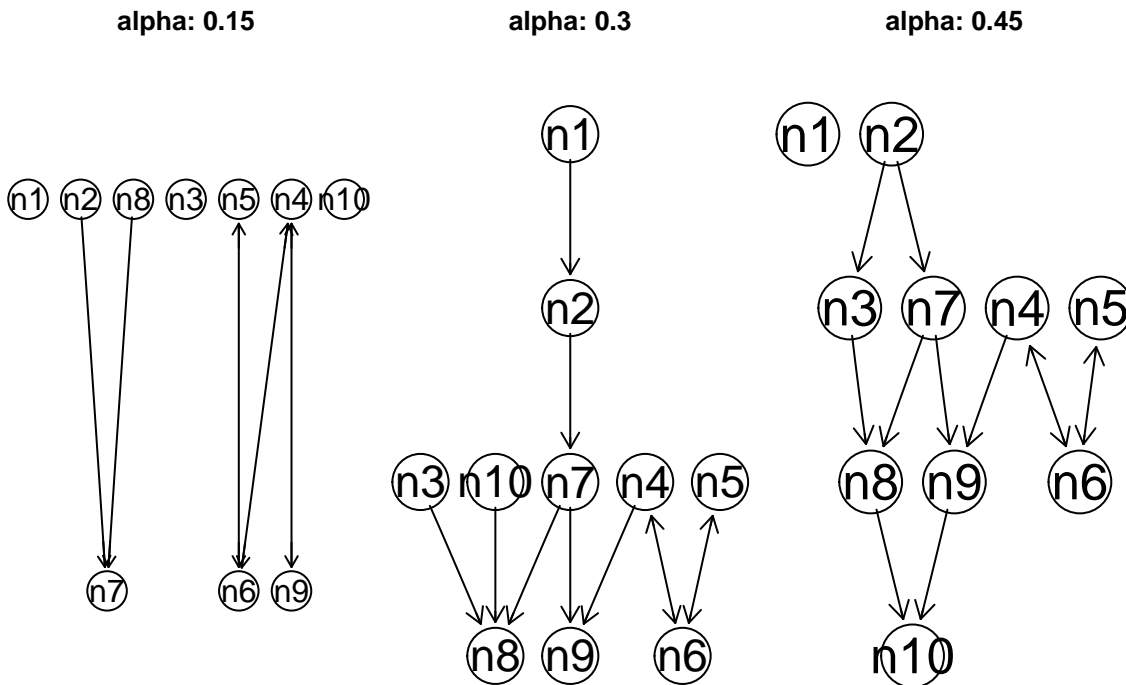 alpha: 0.15
n1 n2 n8 n3 n5 n4 n10
n7 n6 n9
alpha: 0.3
n1
n2
n3 n10 n7 n4 n5
n8 n9 n6
alpha: 0.45
n1 n2
n3 n7 n4 n5
n8 n9 n6
n10